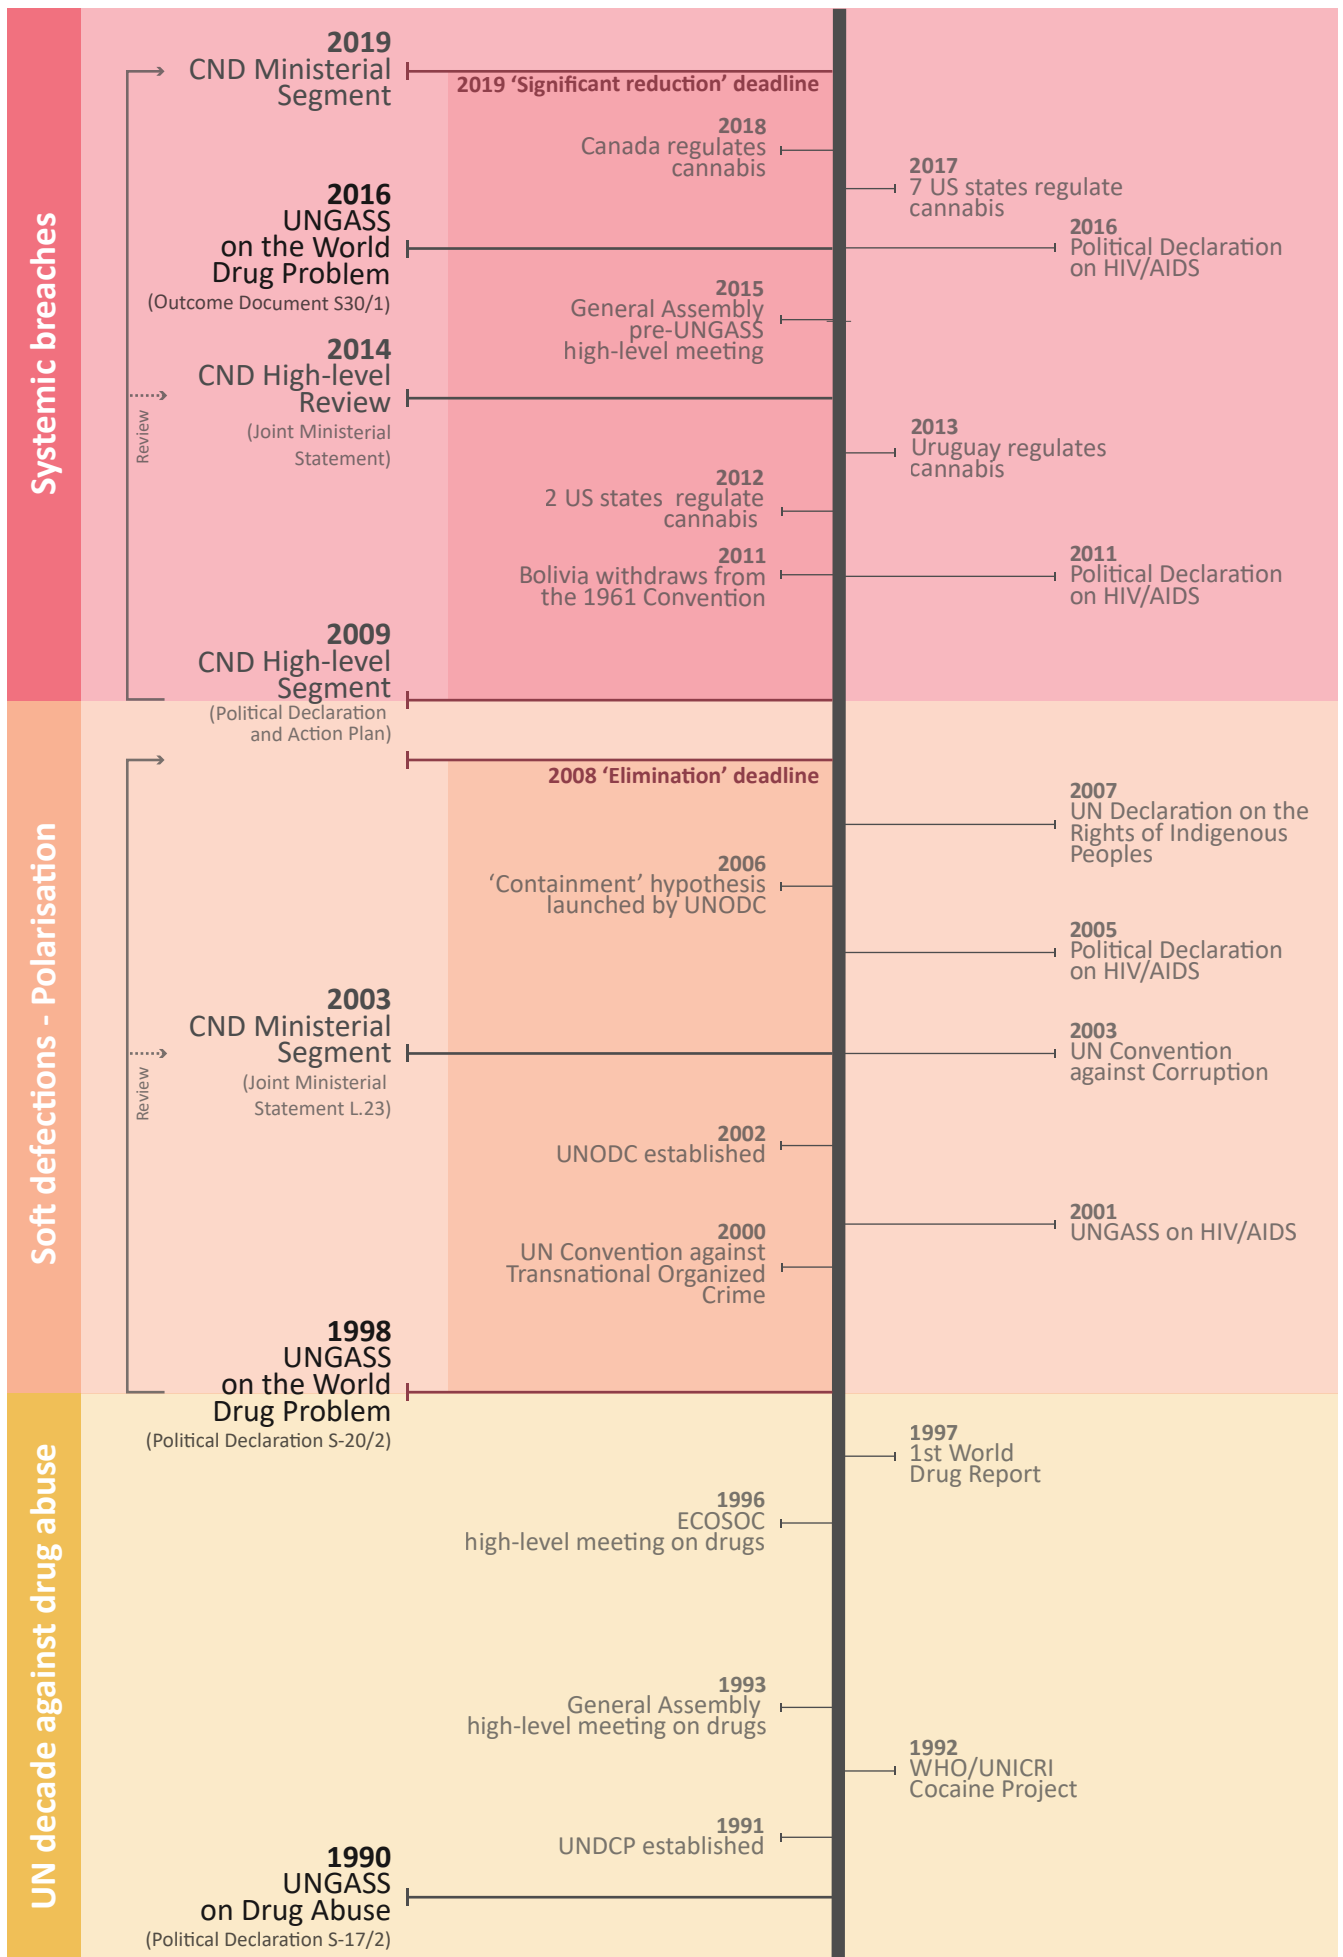 Systemic breaches
2019
CND Ministerial
Segment
2019 ‘Significant reduction’ deadline
2018
Canada regulates
cannabis
2017
7 US states regulate
cannabis
2016
UNGASS
on the World
Drug Problem
(Outcome Document S30/1)
2016
Political Declaration
on HIV/AIDS
2015
General Assembly
pre-UNGASS
high-level meeting
2014
CND High-level
Review
(Joint Ministerial
Statement)
Review
2013
Uruguay regulates
cannabis
2012
2 US states  regulate
cannabis
2011
Bolivia withdraws from
the 1961 Convention
2011
Political Declaration
on HIV/AIDS
2009
CND High-level
Segment
(Political Declaration
and Action Plan)
Soft defections - Polarisation
2008 ‘Elimination’ deadline
2007
UN Declaration on the
Rights of Indigenous
Peoples
2006
‘Containment’ hypothesis
launched by UNODC
2005
Political Declaration
on HIV/AIDS
2003
CND Ministerial
Segment
(Joint Ministerial
Statement L.23)
Review
2003
UN Convention
against Corruption
2002
UNODC established
2001
UNGASS on HIV/AIDS
2000
UN Convention against
Transnational Organized
Crime
1998
UNGASS
on the World
Drug Problem
(Political Declaration S-20/2)
UN decade against drug abuse
1997
1st World
Drug Report
1996
ECOSOC
high-level meeting on drugs
1993
General Assembly
high-level meeting on drugs
1992
WHO/UNICRI
Cocaine Project
1991
UNDCP established
1990
UNGASS
on Drug Abuse
(Political Declaration S-17/2)